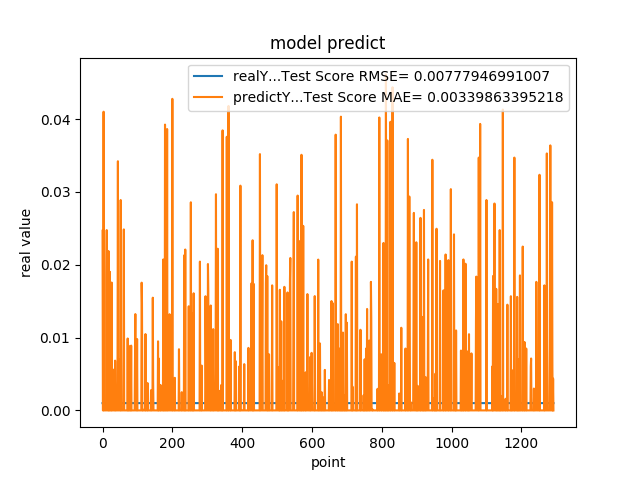 model predict
realY...Test Score RMSE= 0.00777946991007
predictY...Test Score MAE= 0.00339863395218
0.04
0.03
0.02
0.01
0.00
real value
0
200
400
600
800
1000
1200
point